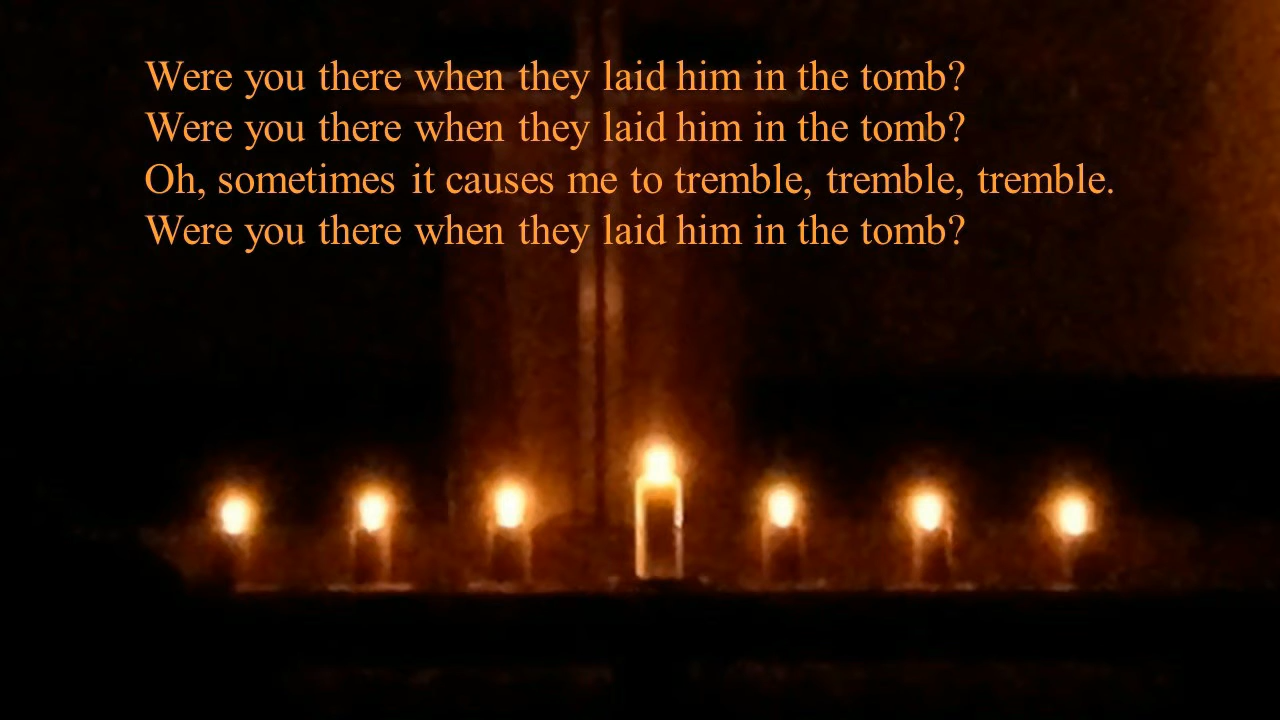 Were you there when they laid him in the tomb?
Were you there when they laid him in the tomb?
Oh, sometimes it causes me to tremble, tremble, tremble.
Were you there when they laid him in the tomb?